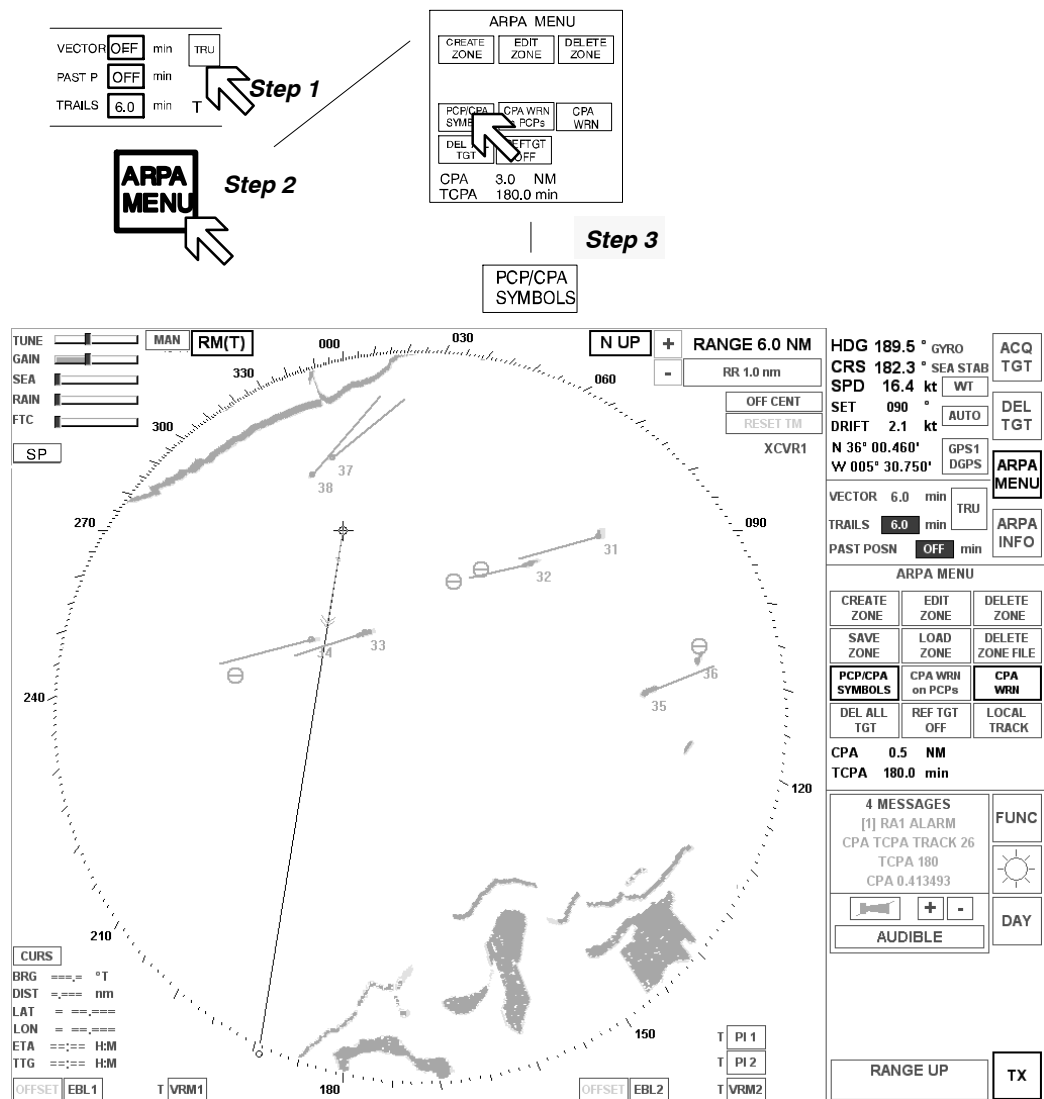 ARPA MENU
VECTOR OFF min TRU
CREATE ZONE EDIT ZONE DELETE ZONE
PAST P OFF min
Step 1
TRAILS 6.0 min T
CPA WRN PCPs CPA WRN
ARPA MENU
Step 2
DEL TGT OFF
CPA 3.0 NM
TCPA 180.0 min
Step 3
PCP/CPA
SYMBOLS
TUNE
MAN
RM(T)
GAIN
SEA
RAIN
FTC
SP
000
030
060
090
120
150
180
210
240
270
300
330
N UP
+ RANGE 6.0 NM
- RR 1.0 nm
OFF CENT
RESET TM
XCVR1
37
38
31
32
33
34
35
36
HDG 189.5 ° GYRO
CRS 182.3 ° SEA STAB
SPD 16.4 kt WT
SET 090 °
AUTO
DRIFT 2.1 kt
N 36° 00.460'
W 005° 30.750'
GPS1
DGPS
ACQ
TGT
DEL
TGT
ARPA
MENU
ARPA
INFO
VECTOR 6.0 min
TRU
TRAILS 6.0 min
PAST POSN OFF min
ARPA MENU
CREATE ZONE EDIT ZONE DELETE ZONE
SAVE ZONE LOAD ZONE DELETE ZONE FILE
PCP/CPA SYMBOLS CPA WRN on PCPs CPA WRN
DEL ALL TGT REF TGT OFF LOCAL TRACK
CPA 0.5 NM
TCPA 180.0 min
4 MESSAGES
[1] RA1 ALARM
CPA TCPA TRACK 26
TCPA 180
CPA 0.413493
+ -
AUDIBLE
FUNC
DAY
CURS
BRG ===.= °T
DIST =.=== nm
LAT = ==.===
LON = ==.===
ETA ==:== H:M
TTG ==:== H:M
OFFSET EBL1
T VRM1
OFFSET EBL2
T PI 1
T PI 2
T VRM2
RANGE UP
TX